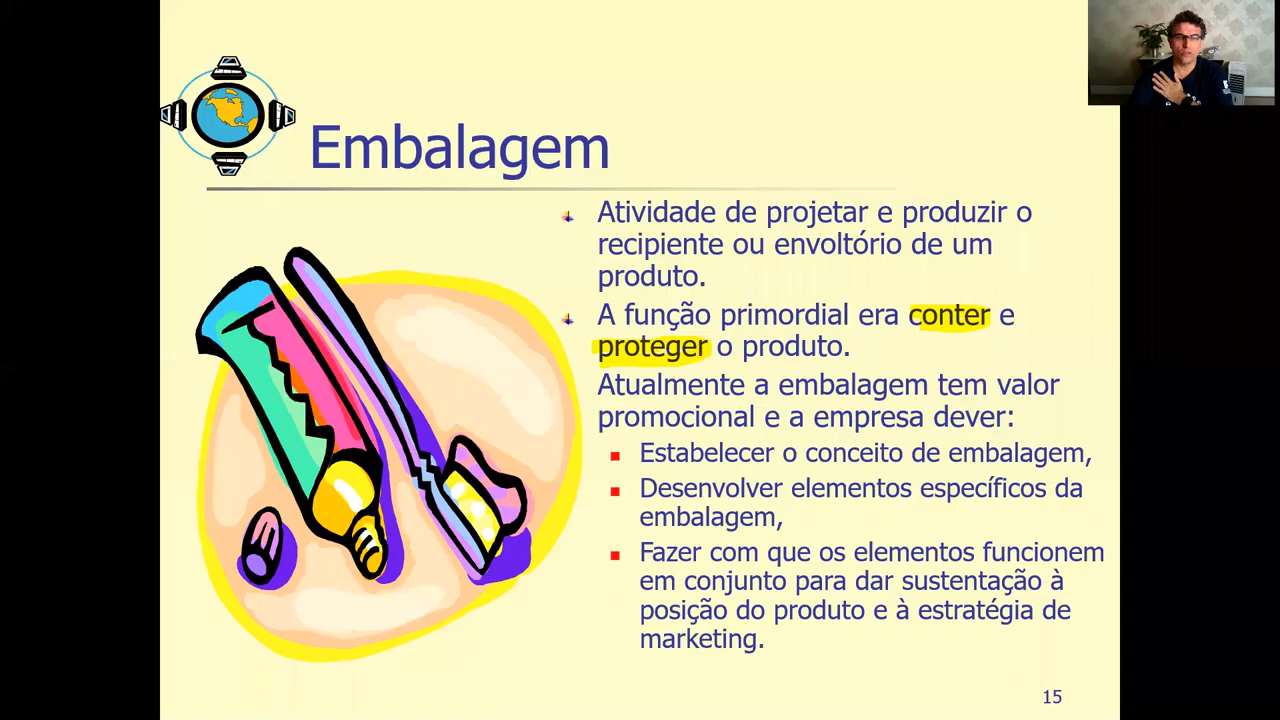 Embalagem
Atividade de projetar e produzir o
recipiente ou envoltório de um
produto.
A função primordial era conter e
proteger o produto.
Atualmente a embalagem tem valor
promocional e a empresa dever:
Estabelecer o conceito de embalagem,
Desenvolver elementos específicos da
embalagem,
Fazer com que os elementos funcionem
em conjunto para dar sustentação à
posição do produto e à estratégia de
marketing.
15